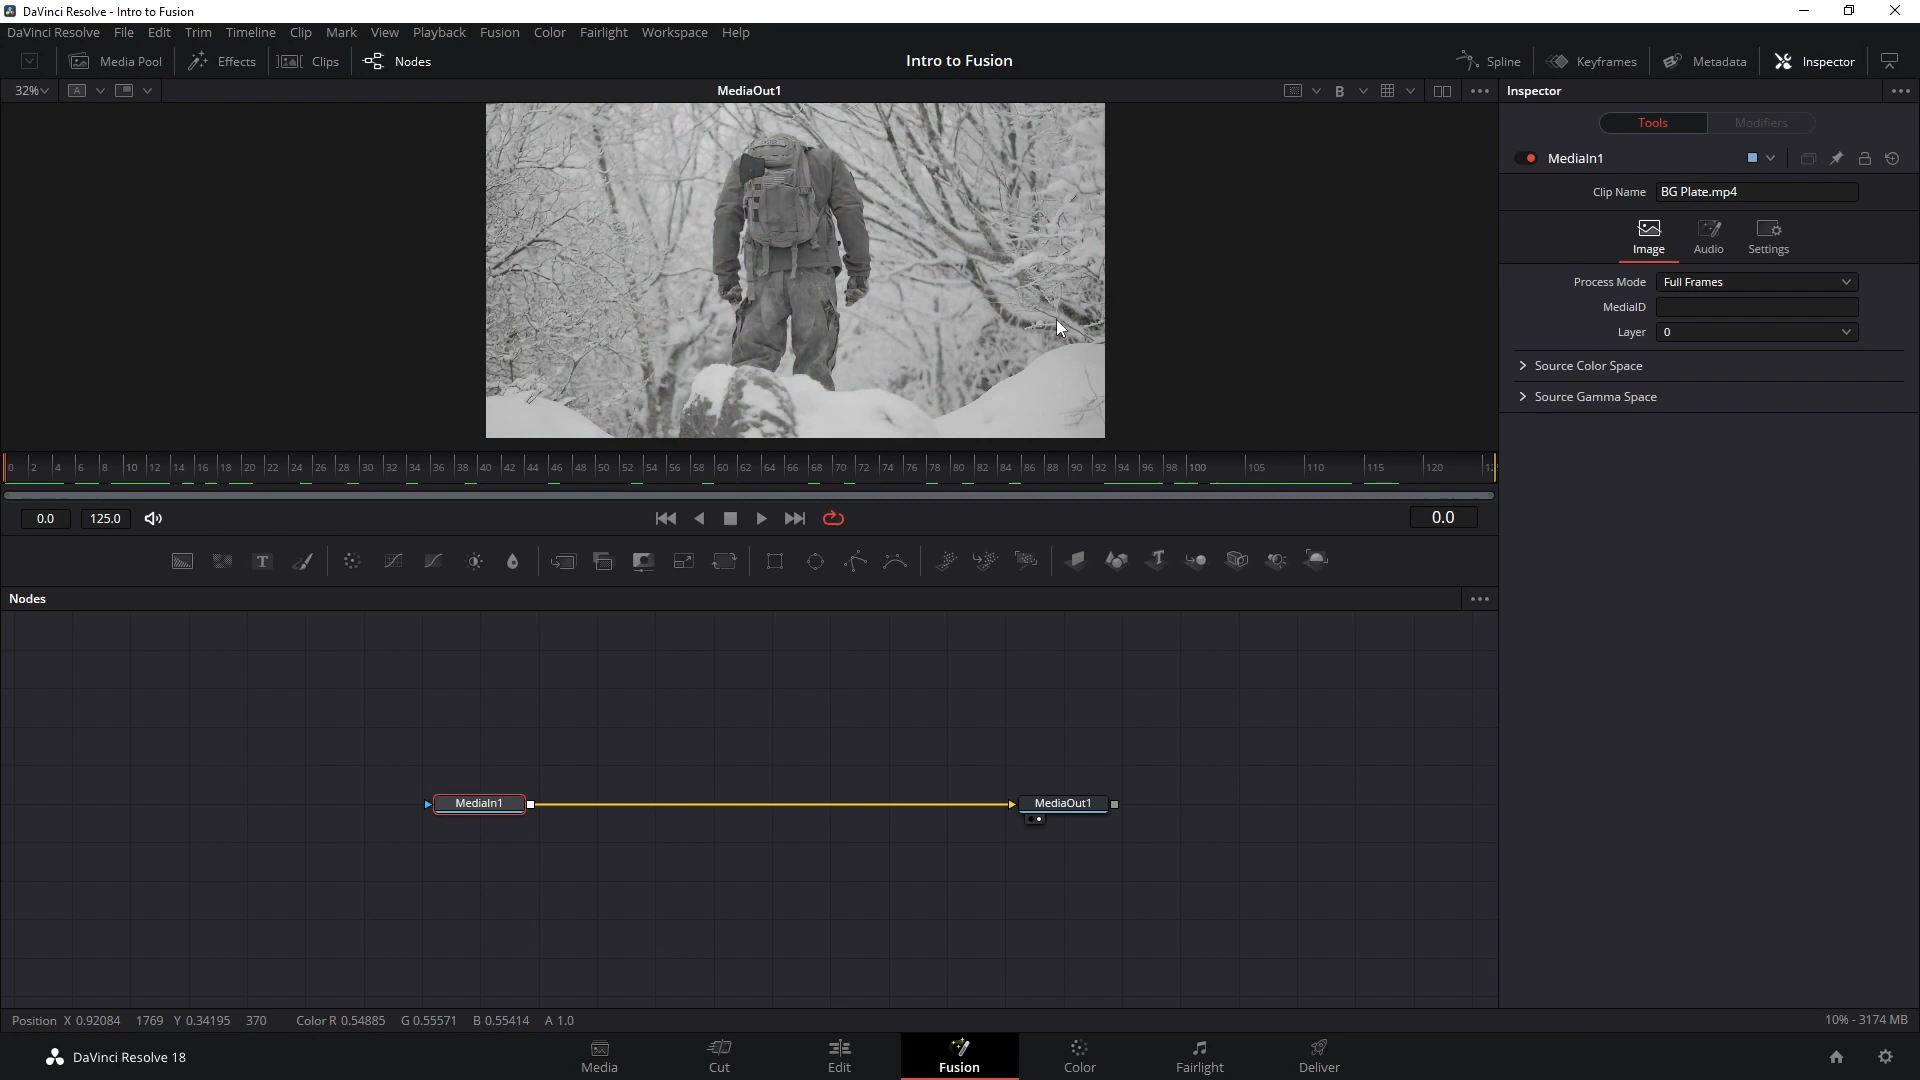 DaVinci Resolve - Intro to Fusion
DaVinci Resolve File Edit Trim Timeline Clip Mark View Playback Fusion Color Fairlight Workspace Help
Media Pool Effects Clips Nodes Intro to Fusion Spline Keyframes Metadata Inspector
32% A MediaOut1 B Inspector
Tools Modifiers
MediaIn1
Clip Name BG Plate.mp4
Image Audio Settings
Process Mode Full Frames
MediaID
Layer 0
Source Color Space
Source Gamma Space
0 2 4 6 8 10 12 14 16 18 20 22 24 26 28 30 32 34 36 38 40 42 44 46 48 50 52 54 56 58 60 62 64 66 68 70 72 74 76 78 80 82 84 86 88 90 92 94 96 98 100 105 110 115 120
0.0 125.0 0.0
T T
Nodes
MediaIn1 MediaOut1
Position X 0.92084 1769 Y 0.34195 370 Color R 0.54885 G 0.55571 B 0.55414 A 1.0 10% - 3174 MB
DaVinci Resolve 18 Media Cut Edit Fusion Color Fairlight Deliver